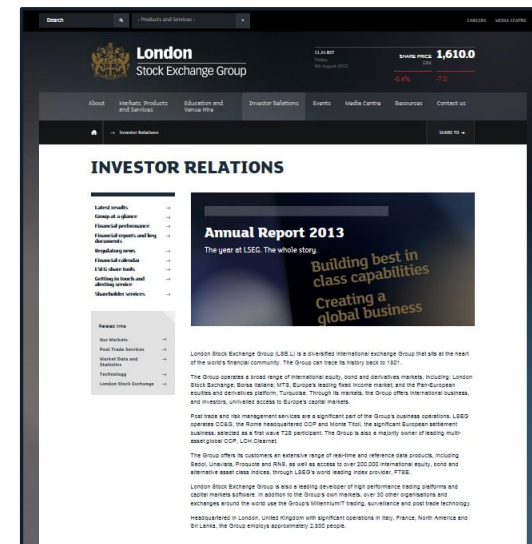 Search
- Products and Services -
CAREERS
MEDIA CENTRE
London
Stock Exchange Group
11.24 BST
Friday
SHARE PRICE
GBX
1,610.0
-0.4%
-7.0
About
Markets, Products
and Services
Education and
Venue Hire
Investor Relations
Events
Media Centre
Resources
Contact us
→ Investor Relations
SHARE TO
INVESTOR RELATIONS
Latest results →
Group at a glance →
Financial performance →
Financial reports and key
documents →
Regulatory news →
Financial calendar →
LSEG share tools →
Getting in touch and
alerting service →
Shareholder services →
Annual Report 2013
The year at LSEG. The whole story.
Building best in
class capabilities
Creating a
global business
Related links
Our Markets →
Post Trade Services →
Market Data and
Statistics →
Technology →
London Stock Exchange →
London Stock Exchange Group (LSE.L) is a diversified international exchange Group that sits at the heart
of the world's financial community. The Group can trace its history back to 1801.
The Group operates a broad range of international equity, bond and derivatives markets, including: London
Stock Exchange; Borsa Italiana; MTS, Europe's leading fixed income market; and the Pan-European
equities and derivatives platform, Turquoise. Through its markets, the Group offers international business,
and investors, unrivalled access to Europe's capital markets.
Post trade and risk management services are a significant part of the Group's business operations. LSEG
operates CC&G, the Rome headquartered CCP and Monte Titoli, the significant European settlement
business, selected as a first wave T2S participant. The Group is also a majority owner of leading multi-
asset global CCP, LCH.Clearnet.
The Group offers its customers an extensive range of real-time and reference data products, including
Sedol, Unavista, Proquote and RNS, as well as access to over 200,000 international equity, bond and
alternative asset class indices, through LSEG's world leading index provider, FTSE.
London Stock Exchange Group is also a leading developer of high performance trading platforms and
capital markets software. In addition to the Group's own markets, over 30 other organisations and
exchanges around the world use the Group's MillenniumIT trading, surveillance and post trade technology.
Headquartered in London, United Kingdom with significant operations in Italy, France, North America and
Sri Lanka, the Group employs approximately 2,800 people.